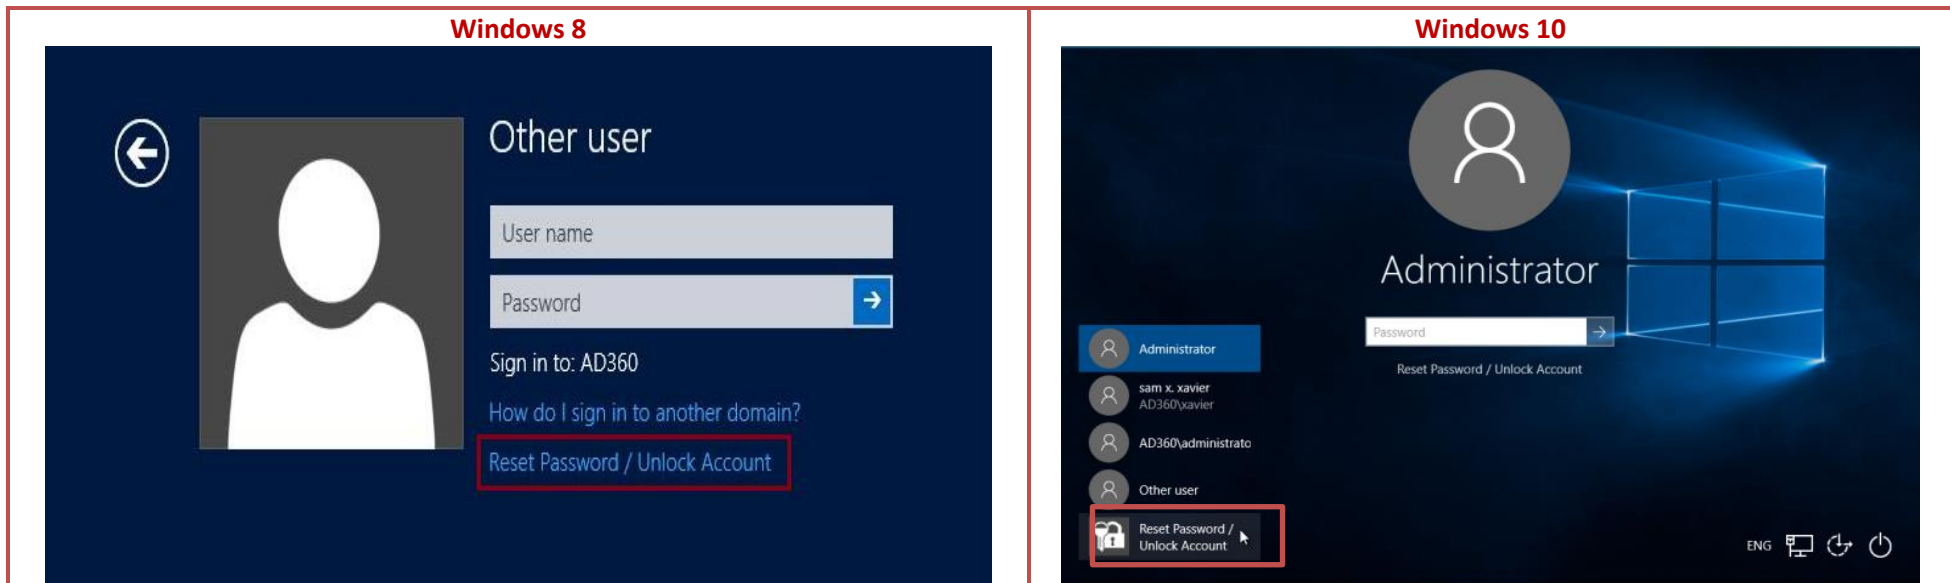 Windows 8
Other user
User name
Password
Sign in to: AD360
How do I sign in to another domain?
Reset Password / Unlock Account
Windows 10
Administrator
Password
Reset Password / Unlock Account
Administrator
sam x. xavier
AD360\xavier
AD360\administrato
Other user
Reset Password /
Unlock Account
ENG